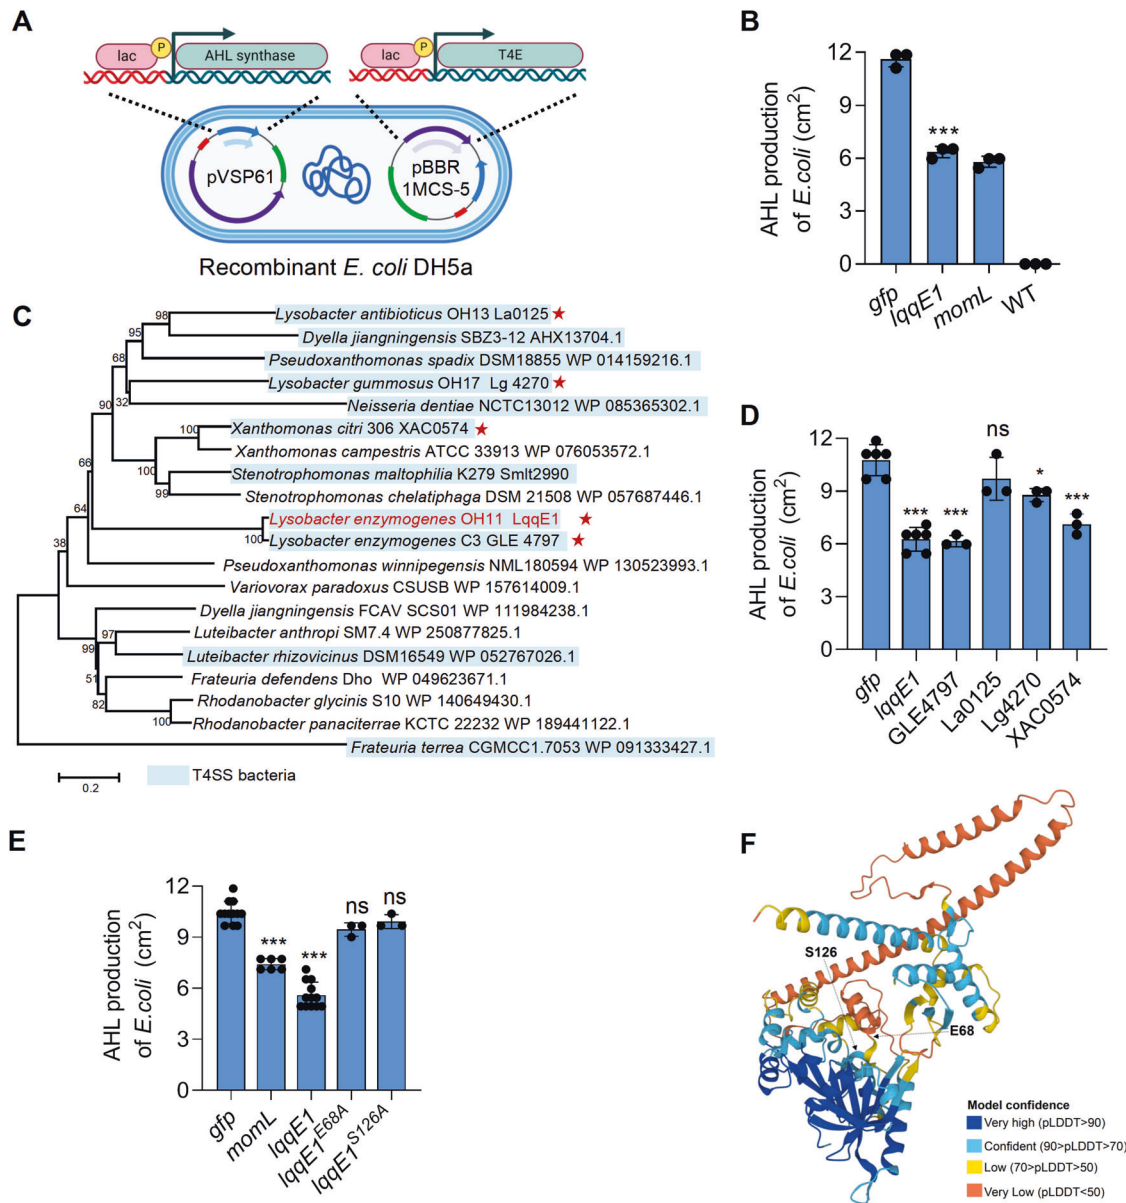 A
lac
P
AHL synthase
lac
P
T4E
pVSP61
pBBR
1MCS-5
Recombinant E. coli DH5a
B
AHL production
of E.coli (cm2)
12
9
6
3
0
***
gfp
lqqE1
momL
WT
C
98
95
68
32
90
100
100
99
66
64
100
38
97
99
51
82
100
Lysobacter antibioticus OH13 La0125
Dyella jiangningensis SBZ3-12 AHX13704.1
Pseudoxanthomonas spadix DSM18855 WP 014159216.1
Lysobacter gummosus OH17 Lg 4270
Neisseria dentiae NCTC13012 WP 085365302.1
Xanthomonas citri 306 XAC0574
Xanthomonas campestris ATCC 33913 WP 076053572.1
Stenotrophomonas maltophilia K279 Smlt2990
Stenotrophomonas chelatiphaga DSM 21508 WP 057687446.1
Lysobacter enzymogenes OH11 LqqE1
Lysobacter enzymogenes C3 GLE 4797
Pseudoxanthomonas winnipegensis NML180594 WP 130523993.1
Variovorax paradoxus CSUSB WP 157614009.1
Dyella jiangningensis FCAV SCS01 WP 111984238.1
Luteibacter anthropi SM7.4 WP 250877825.1
Luteibacter rhizovicinus DSM16549 WP 052767026.1
Frateuria defendens Dho WP 049623671.1
Rhodanobacter glycinis S10 WP 140649430.1
Rhodanobacter panaciterrae KCTC 22232 WP 189441122.1
Frateuria terrea CGMCC1.7053 WP 091333427.1
0.2
T4SS bacteria
D
AHL production
of E.coli (cm2)
12
9
6
3
0
***
***
ns
*
***
gfp
lqqE1
GLE4797
La0125
Lg4270
XAC0574
E
AHL production
of E.coli (cm2)
12
9
6
3
0
***
***
ns
ns
gfp
momL
lqqE1
lqqE1E68A
lqqE1S126A
F
S126
E68
Model confidence
Very high (pLDDT>90)
Confident (90>pLDDT>70)
Low (70>pLDDT>50)
Very Low (pLDDT<50)